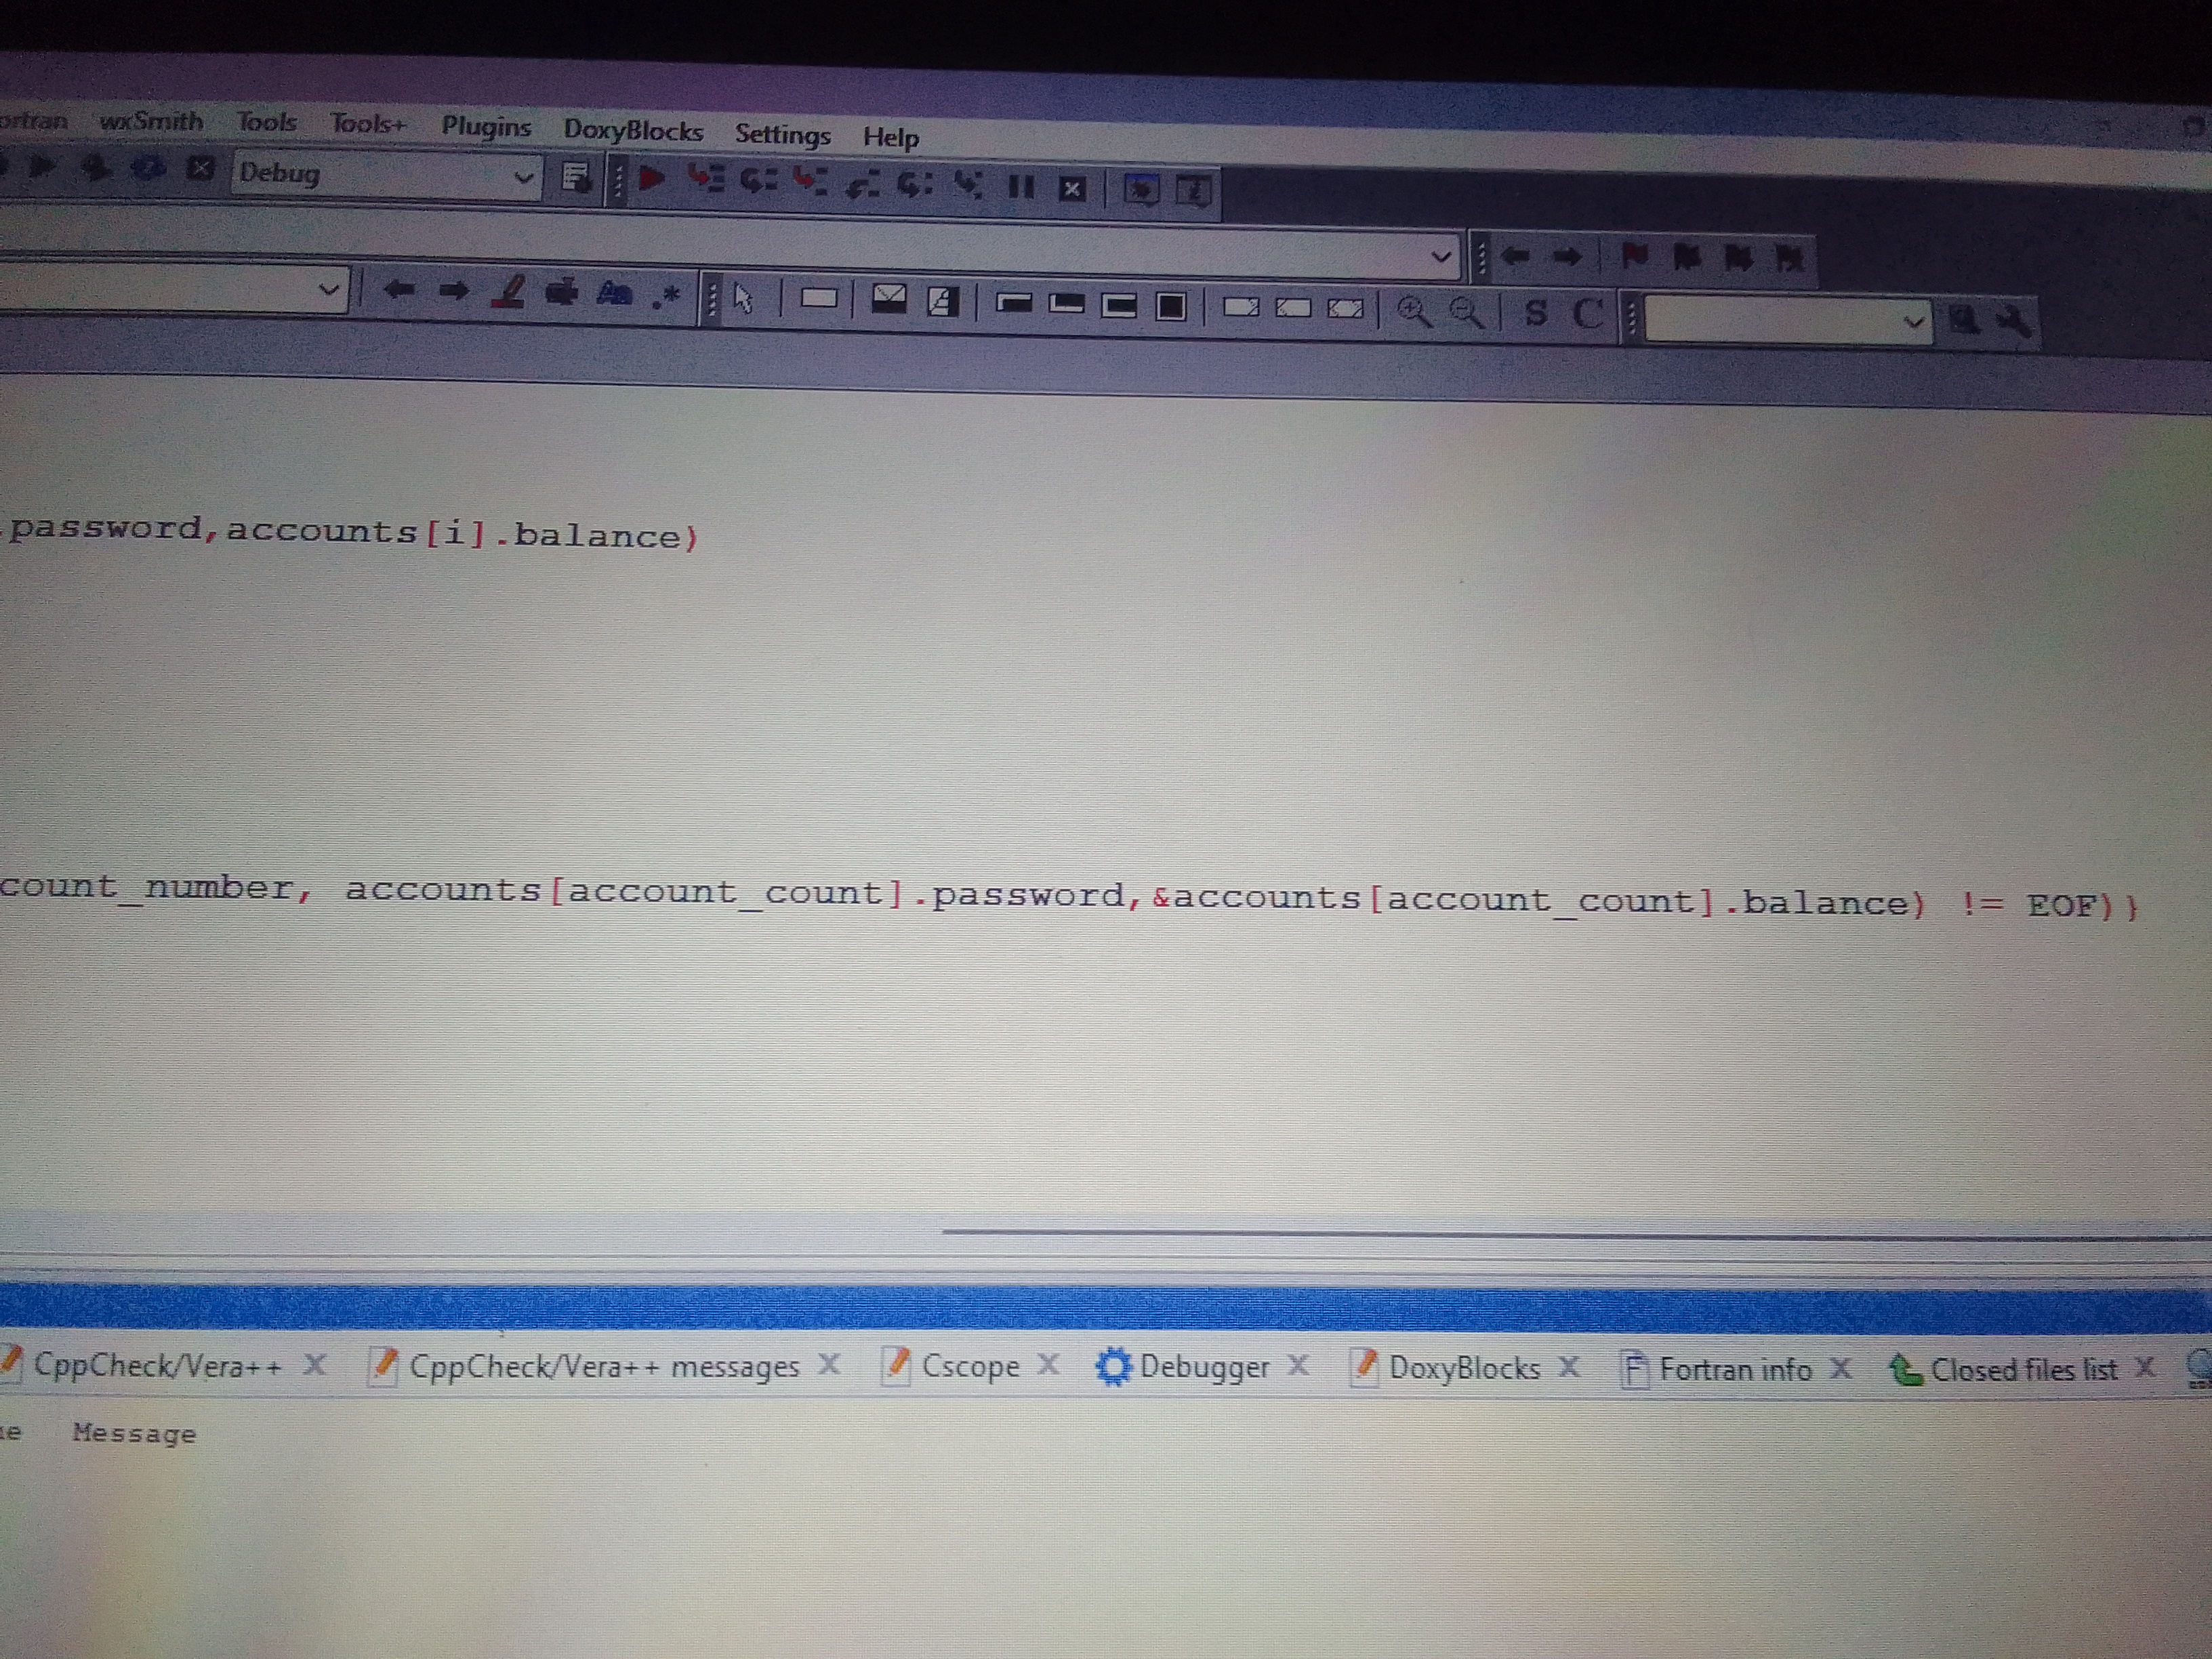 ortran wxSmith Tools Tools+ Plugins DoxyBlocks Settings Help
Debug
S C
.password,accounts[i].balance)
count_number, accounts[account_count].password,&accounts[account_count].balance) != EOF)}
CppCheck/Vera++ X CppCheck/Vera++ messages X Cscope X Debugger X DoxyBlocks X Fortran info X Closed files list X
Message